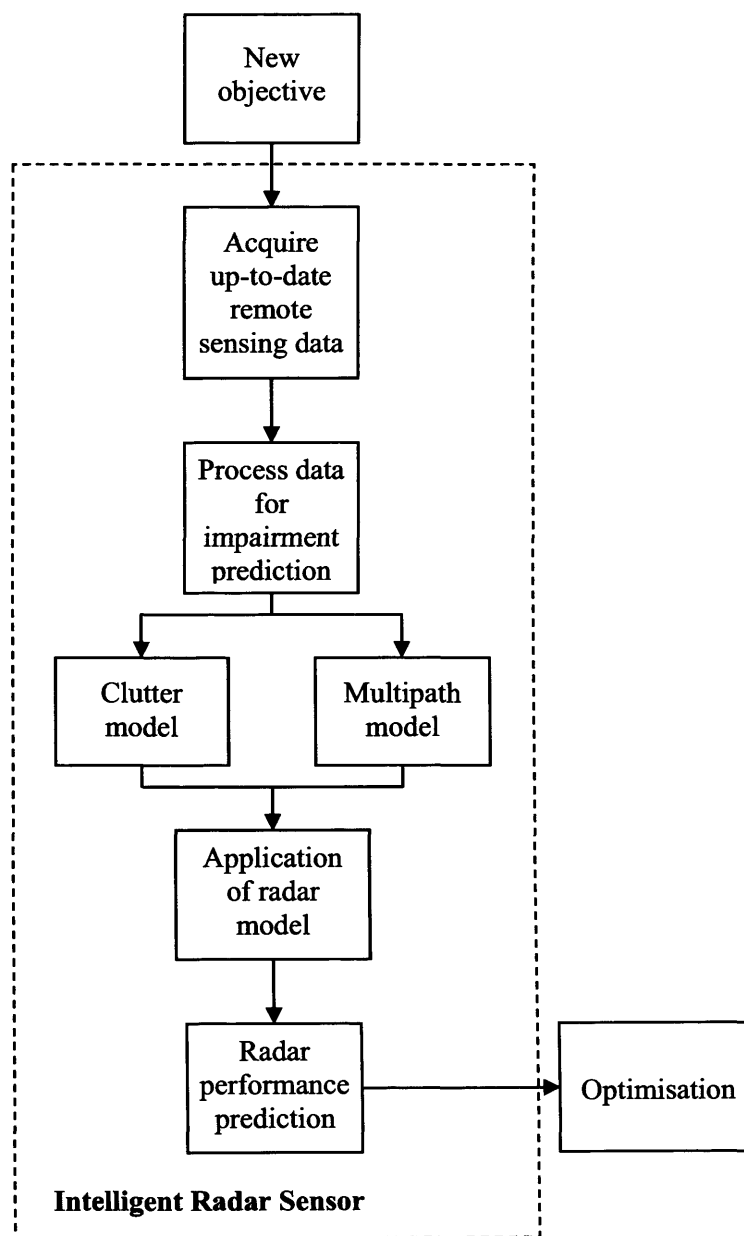 New
objective
Acquire
up-to-date
remote
sensing data
Process data
for
impairment
prediction
Clutter
model
Multipath
model
Application
of radar
model
Radar
performance
prediction
Optimisation
Intelligent Radar Sensor